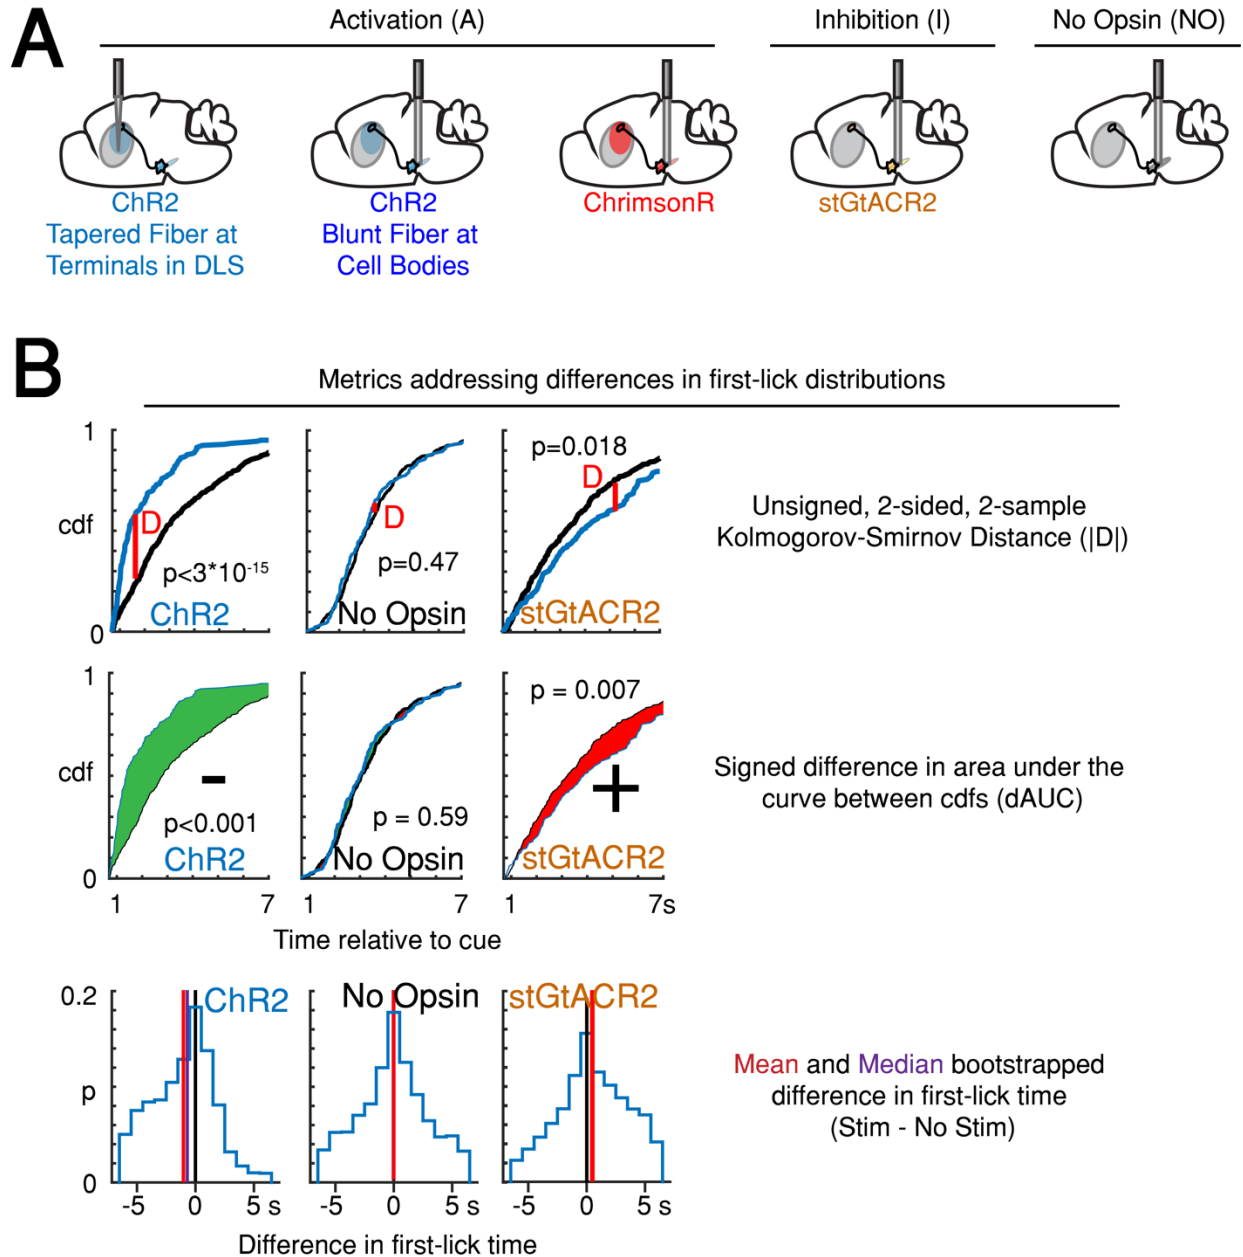 A
Activation (A)
Inhibition (I)
No Opsin (NO)
ChR2
Tapered Fiber at
Terminals in DLS
ChR2
Blunt Fiber at
Cell Bodies
ChrimsonR
stGtACR2
B
Metrics addressing differences in first-lick distributions
1
cdf
0
D
p<3*10⁻¹⁵
ChR2
D
p=0.47
No Opsin
p=0.018
D
stGtACR2
Unsigned, 2-sided, 2-sample
Kolmogorov-Smirnov Distance (|D|)
1
cdf
0
−
p<0.001
ChR2
1
7
p = 0.59
No Opsin
1
7
p = 0.007
+
stGtACR2
1
7s
Time relative to cue
Signed difference in area under the
curve between cdfs (dAUC)
0.2
p
0
ChR2
-5
0
5 s
No Opsin
-5
0
5 s
stGtACR2
-5
0
5 s
Difference in first-lick time
Mean and Median bootstrapped
difference in first-lick time
(Stim - No Stim)